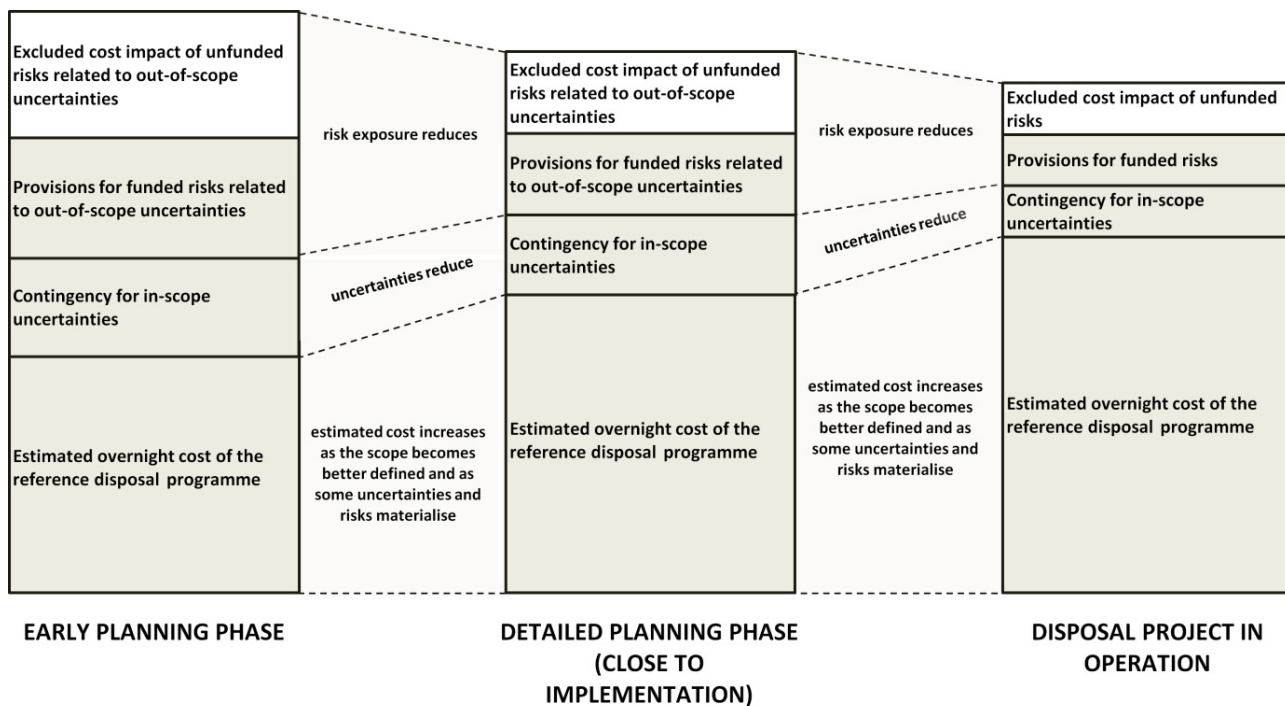 Excluded cost impact of unfunded
risks related to out-of-scope
uncertainties
Provisions for funded risks related
to out-of-scope uncertainties
Contingency for in-scope
uncertainties
Estimated overnight cost of the
reference disposal programme
EARLY PLANNING PHASE
risk exposure reduces
uncertainties reduce
estimated cost increases
as the scope becomes
better defined and as
some uncertainties and
risks materialise
Excluded cost impact of unfunded
risks related to out-of-scope
uncertainties
Provisions for funded risks related
to out-of-scope uncertainties
Contingency for in-scope
uncertainties
Estimated overnight cost of the
reference disposal programme
DETAILED PLANNING PHASE
(CLOSE TO
IMPLEMENTATION)
risk exposure reduces
uncertainties reduce
estimated cost increases
as the scope becomes
better defined and as
some uncertainties and
risks materialise
Excluded cost impact of unfunded
risks
Provisions for funded risks
Contingency for in-scope
uncertainties
Estimated overnight cost of the
reference disposal programme
DISPOSAL PROJECT IN
OPERATION